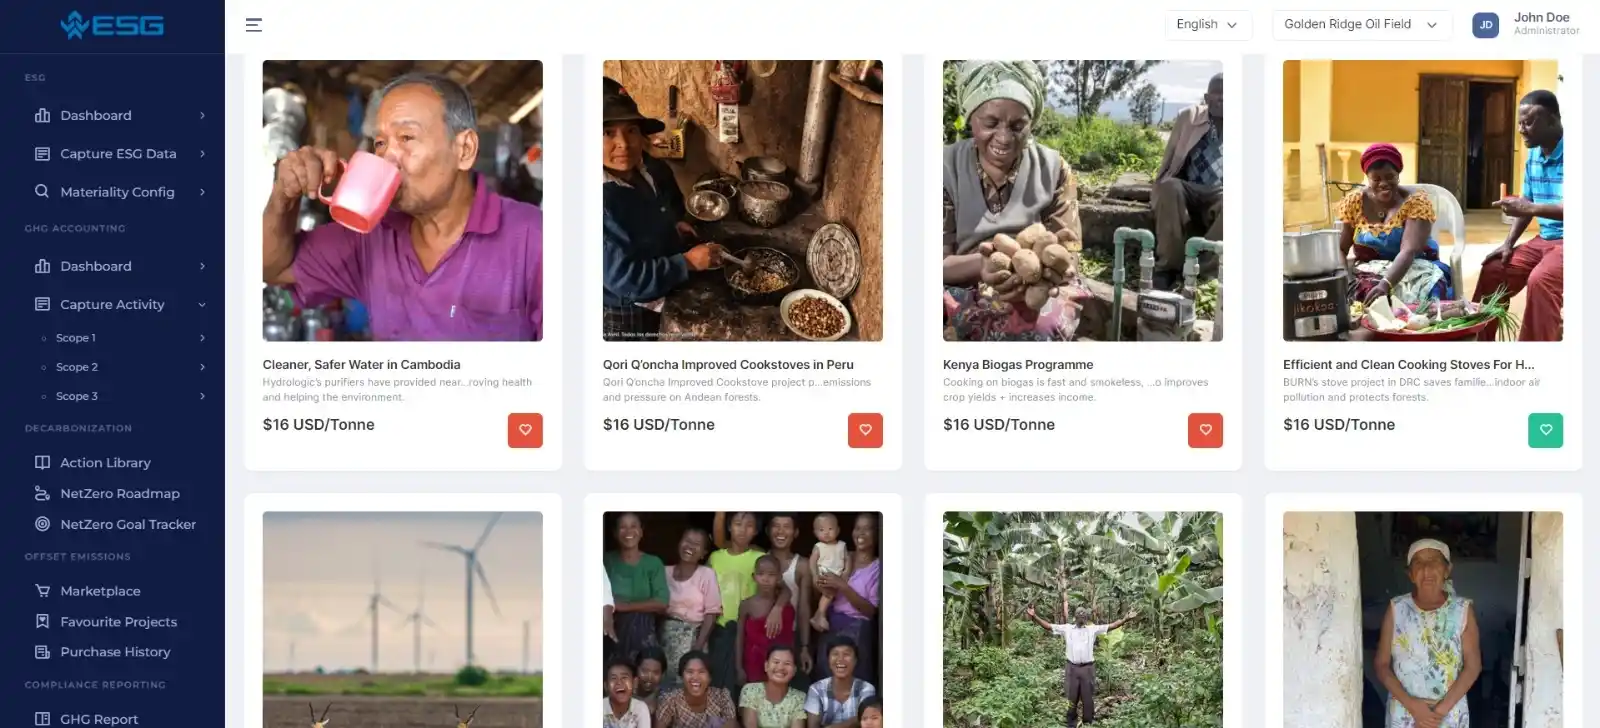 ESG
English
Golden Ridge Oil Field
JD
John Doe
Administrator
ESG
Dashboard
Capture ESG Data
Materiality Config
GHG ACCOUNTING
Dashboard
Capture Activity
Scope 1
Scope 2
Scope 3
DECARBONIZATION
Action Library
NetZero Roadmap
NetZero Goal Tracker
OFFSET EMISSIONS
Marketplace
Favourite Projects
Purchase History
COMPLIANCE REPORTING
GHG Report
Cleaner, Safer Water in Cambodia
Hydrologic's purifiers have provided near...roving health
and helping the environment.
$16 USD/Tonne
Qori Q'oncha Improved Cookstoves in Peru
Qori Q'oncha Improved Cookstove project p...emissions
and pressure on Andean forests.
$16 USD/Tonne
Kenya Biogas Programme
Cooking on biogas is fast and smokeless, ...o improves
crop yields + increases income.
$16 USD/Tonne
jikokoa
Efficient and Clean Cooking Stoves For H...
BURN's stove project in DRC saves familie...indoor air
pollution and protects forests.
$16 USD/Tonne